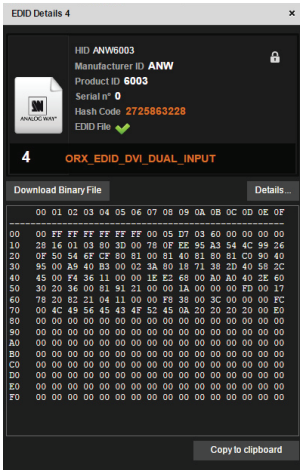 EDID Details 4 ×
HID ANW6003
Manufacturer ID ANW
Product ID 6003
Serial n° 0
Hash Code 2725863228
EDID File
ANALOG WAY®
4 ORX_EDID_DVI_DUAL_INPUT
Download Binary File Details...
00 01 02 03 04 05 06 07 08 09 0A 0B 0C 0D 0E 0F
00 00 FF FF FF FF FF FF 00 05 D7 03 60 00 00 00 00
10 28 16 01 03 80 3D 00 78 0F EE 95 A3 54 4C 99 26
20 0F 50 54 6F CF 80 81 00 81 40 81 80 81 C0 90 40
30 95 00 A9 40 B3 00 02 3A 80 18 71 38 2D 40 58 2C
40 45 00 F4 36 11 00 00 1E E2 68 00 A0 A0 40 2E 60
50 30 20 36 00 81 91 21 00 00 1A 00 00 00 FD 00 17
60 78 20 82 21 04 11 00 00 F8 38 00 3C 00 00 00 FC
70 00 4C 49 56 45 43 4F 52 45 0A 20 20 20 20 00 E0
80 00 00 00 00 00 00 00 00 00 00 00 00 00 00 00 00
90 00 00 00 00 00 00 00 00 00 00 00 00 00 00 00 00
A0 00 00 00 00 00 00 00 00 00 00 00 00 00 00 00 00
B0 00 00 00 00 00 00 00 00 00 00 00 00 00 00 00 00
C0 00 00 00 00 00 00 00 00 00 00 00 00 00 00 00 00
D0 00 00 00 00 00 00 00 00 00 00 00 00 00 00 00 00
E0 00 00 00 00 00 00 00 00 00 00 00 00 00 00 00 00
F0 00 00 00 00 00 00 00 00 00 00 00 00 00 00 00 00
Copy to clipboard